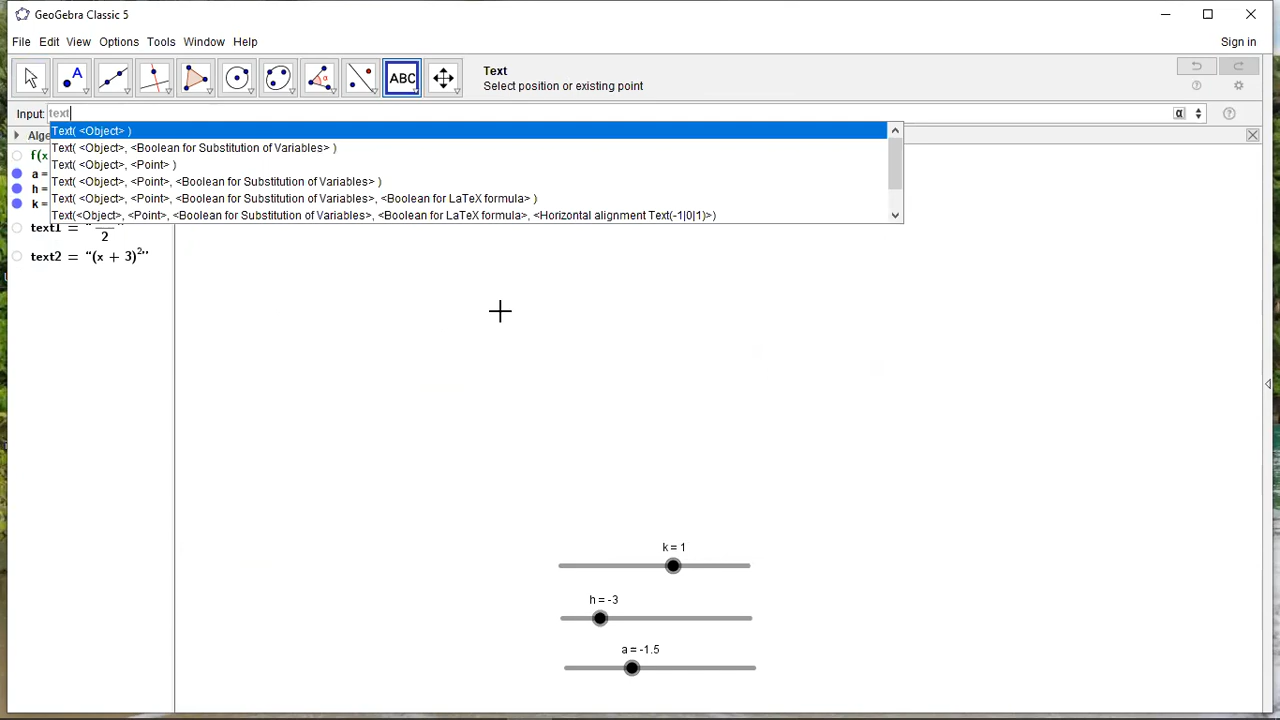 GeoGebra Classic 5
File Edit View Options Tools Window Help
Sign in
A
α
ABC
Text
Select position or existing point
Input: text
α
Text( <Object> )
Alge
Text( <Object>, <Boolean for Substitution of Variables> )
f(x
Text( <Object>, <Point> )
a =
Text( <Object>, <Point>, <Boolean for Substitution of Variables> )
h =
Text( <Object>, <Point>, <Boolean for Substitution of Variables>, <Boolean for LaTeX formula> )
k =
Text(<Object>, <Point>, <Boolean for Substitution of Variables>, <Boolean for LaTeX formula>, <Horizontal alignment Text(-1|0|1)>)
text1 = “ 2 ”
text2 = “(x + 3)²”
k = 1
h = -3
a = -1.5